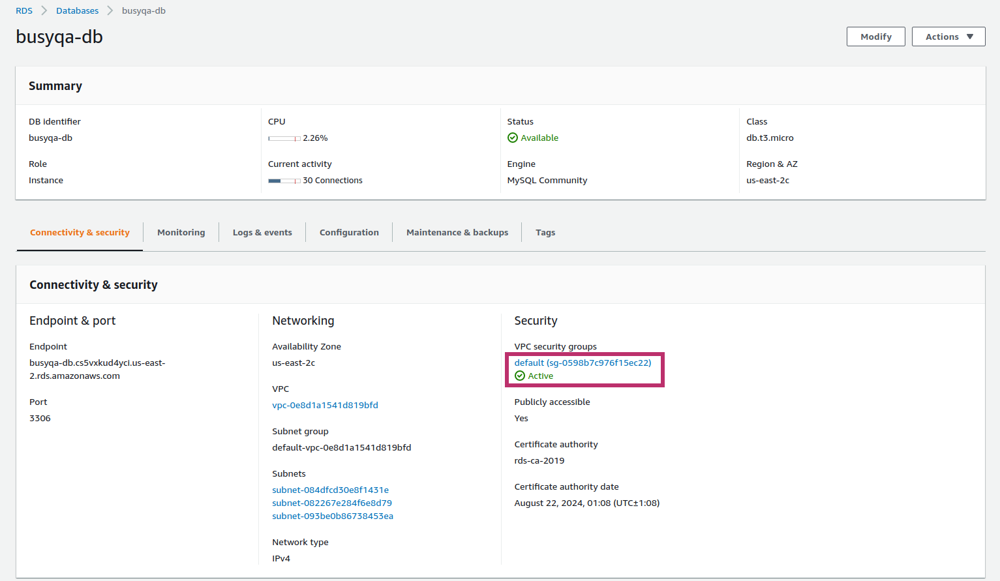 RDS > Databases > busyqa-db
busyqa-db
Modify
Actions
Summary
DB identifier
busyqa-db
Role
Instance
CPU
2.26%
Current activity
30 Connections
Status
Available
Engine
MySQL Community
Class
db.t3.micro
Region & AZ
us-east-2c
Connectivity & security
Monitoring
Logs & events
Configuration
Maintenance & backups
Tags
Connectivity & security
Endpoint & port
Endpoint
busyqa-db.cs5vxkud4yci.us-east-
2.rds.amazonaws.com
Port
3306
Networking
Availability Zone
us-east-2c
VPC
vpc-0e8d1a1541d819bfd
Subnet group
default-vpc-0e8d1a1541d819bfd
Subnets
subnet-084dfcd30e8f1431e
subnet-082267e284f6e8d79
subnet-093be0b86738453ea
Network type
IPv4
Security
VPC security groups
default (sg-0598b7c976f15ec22)
Active
Publicly accessible
Yes
Certificate authority
rds-ca-2019
Certificate authority date
August 22, 2024, 01:08 (UTC±1:08)